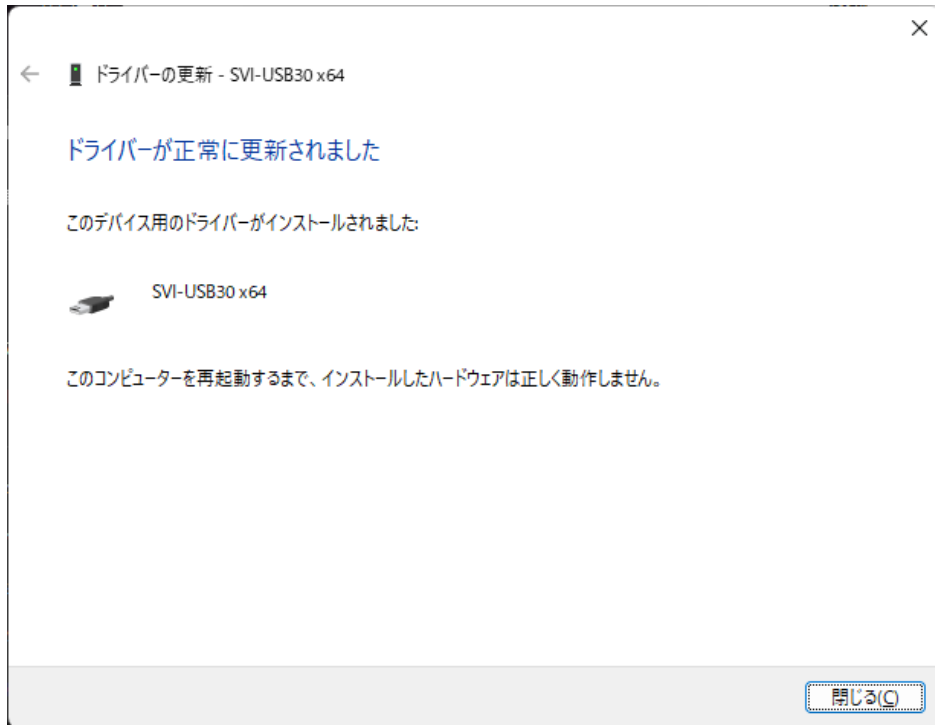 ドライバーの更新 - SVI-USB30 x64
ドライバーが正常に更新されました
このデバイス用のドライバーがインストールされました:
SVI-USB30 x64
このコンピューターを再起動するまで、インストールしたハードウェアは正しく動作しません。
閉じる(C)